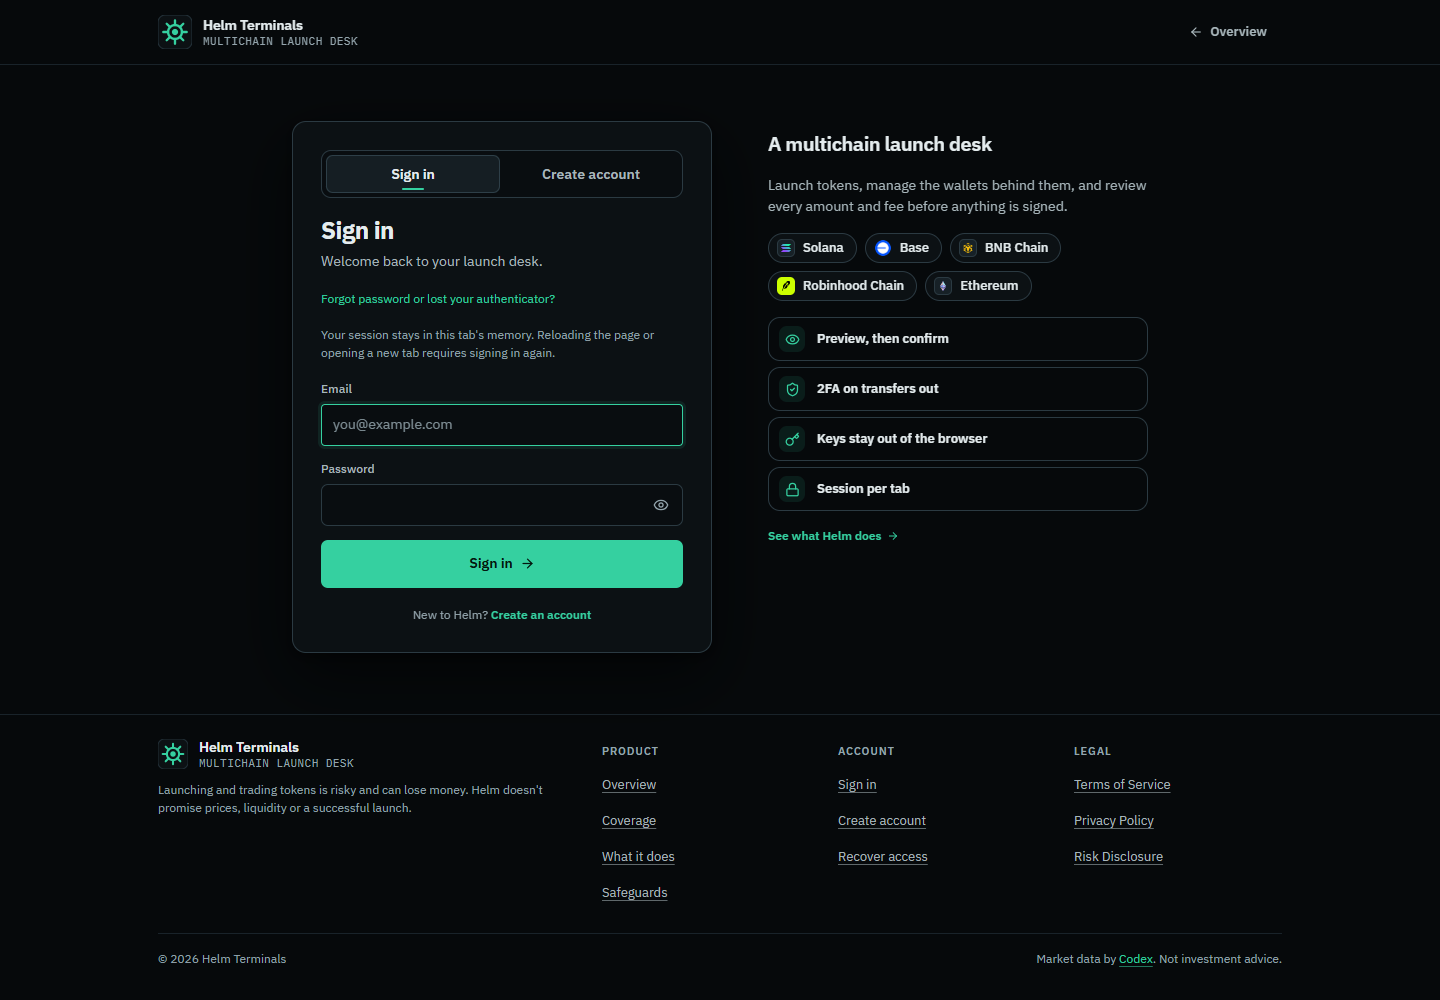 Helm Terminals
MULTICHAIN LAUNCH DESK
Overview
Sign in
Create account
Sign in
Welcome back to your launch desk.
Forgot password or lost your authenticator?
Your session stays in this tab's memory. Reloading the page or
opening a new tab requires signing in again.
Email
you@example.com
Password
Sign in
New to Helm? Create an account
A multichain launch desk
Launch tokens, manage the wallets behind them, and review
every amount and fee before anything is signed.
Solana
Base
BNB Chain
Robinhood Chain
Ethereum
Preview, then confirm
2FA on transfers out
Keys stay out of the browser
Session per tab
See what Helm does
Helm Terminals
MULTICHAIN LAUNCH DESK
Launching and trading tokens is risky and can lose money. Helm doesn't
promise prices, liquidity or a successful launch.
PRODUCT
Overview
Coverage
What it does
Safeguards
ACCOUNT
Sign in
Create account
Recover access
LEGAL
Terms of Service
Privacy Policy
Risk Disclosure
© 2026 Helm Terminals
Market data by Codex. Not investment advice.